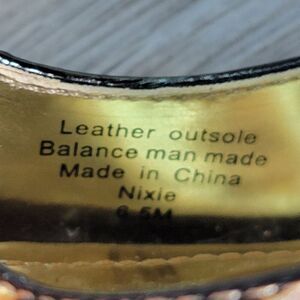 Leather outsole
Balance man made
Made in China
Nixie
6.5M